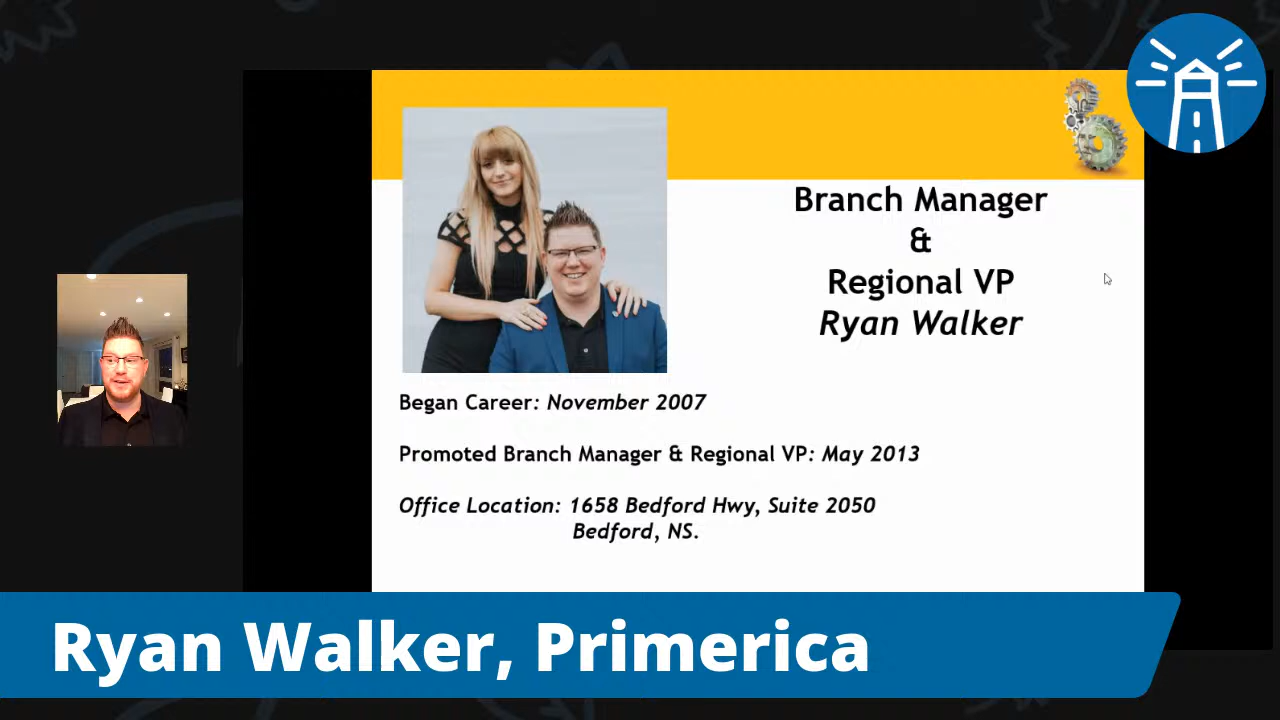 Branch Manager
&
Regional VP
Ryan Walker
Began Career: November 2007
Promoted Branch Manager & Regional VP: May 2013
Office Location: 1658 Bedford Hwy, Suite 2050
Bedford, NS.
Ryan Walker, Primerica